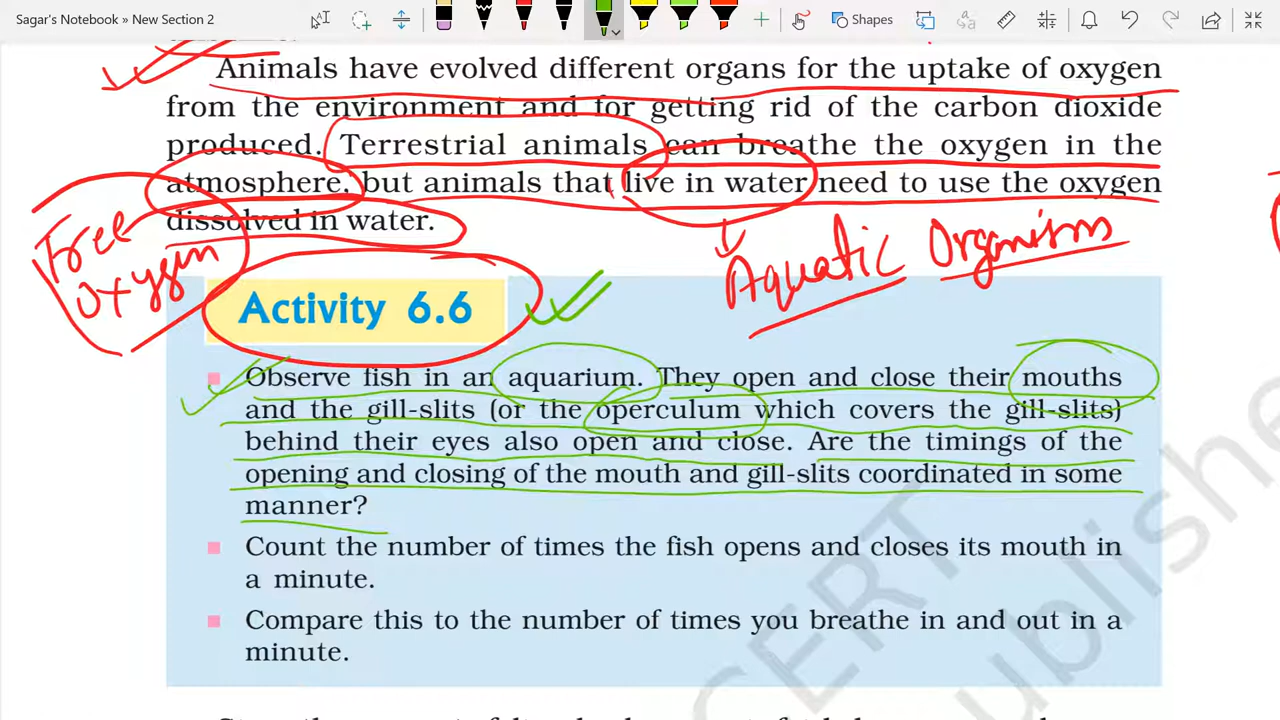 Sagar's Notebook » New Section 2
Shapes
Animals have evolved different organs for the uptake of oxygen
from the environment and for getting rid of the carbon dioxide
produced. Terrestrial animals can breathe the oxygen in the
atmosphere, but animals that live in water need to use the oxygen
dissolved in water.
Free
oxygen
Aquatic Organisms
Activity 6.6
Observe fish in an aquarium. They open and close their mouths
and the gill-slits (or the operculum which covers the gill-slits)
behind their eyes also open and close. Are the timings of the
opening and closing of the mouth and gill-slits coordinated in some
manner?
Count the number of times the fish opens and closes its mouth in
a minute.
Compare this to the number of times you breathe in and out in a
minute.
CERT
ublished